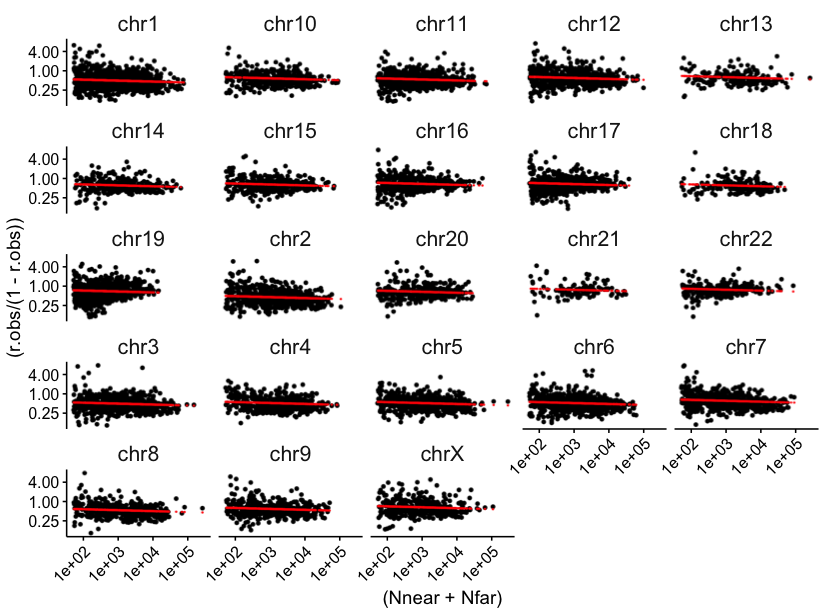 chr1 chr10 chr11 chr12 chr13
4.00
1.00
0.25
chr14 chr15 chr16 chr17 chr18
4.00
1.00
0.25
(r.obs/(1 - r.obs))
chr19 chr2 chr20 chr21 chr22
4.00
1.00
0.25
chr3 chr4 chr5 chr6 chr7
4.00
1.00
0.25
1e+02 1e+03 1e+04 1e+05 1e+02 1e+03 1e+04 1e+05
chr8 chr9 chrX
4.00
1.00
0.25
1e+02 1e+03 1e+04 1e+05 1e+02 1e+03 1e+04 1e+05 1e+02 1e+03 1e+04 1e+05
(Nnear + Nfar)